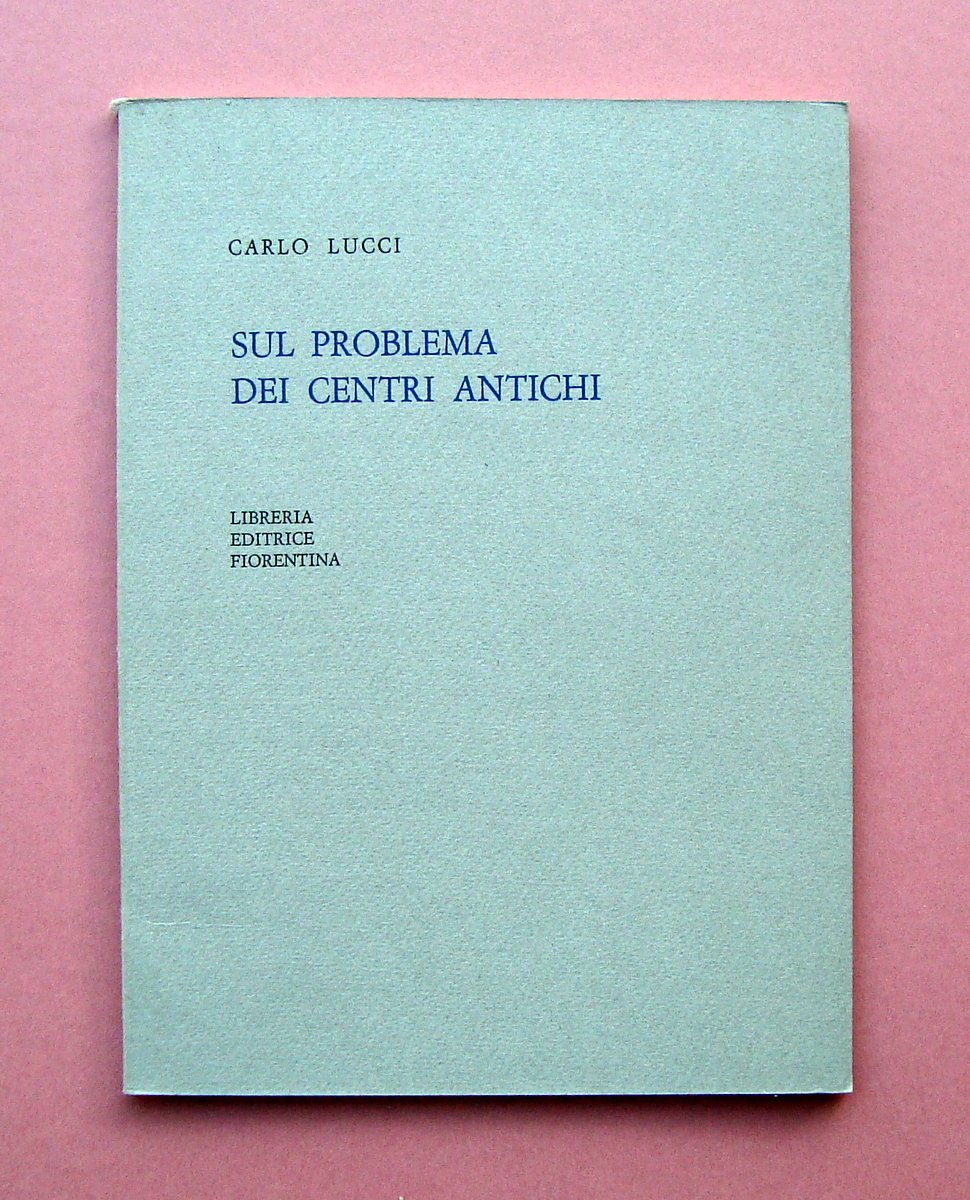 CARLO LUCCI
SUL PROBLEMA
DEI CENTRI ANTICHI
LIBRERIA
EDITRICE
FIORENTINA